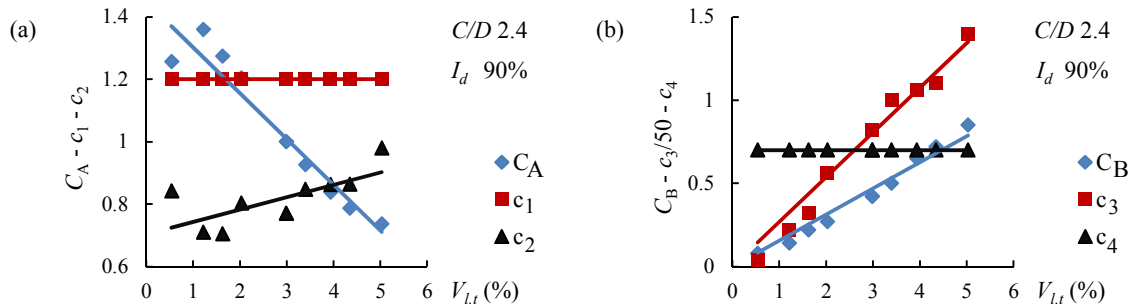 (a)
C_A - c_1 - c_2
1.4
1.2
1
0.8
0.6
0 1 2 3 4 5 6
V_{l,t} (%)
C/D 2.4
I_d 90%
C_A
c_1
c_2
(b)
C_B - c_3/50 - c_4
1.5
1
0.5
0
0 1 2 3 4 5 6
V_{l,t} (%)
C/D 2.4
I_d 90%
C_B
c_3
c_4